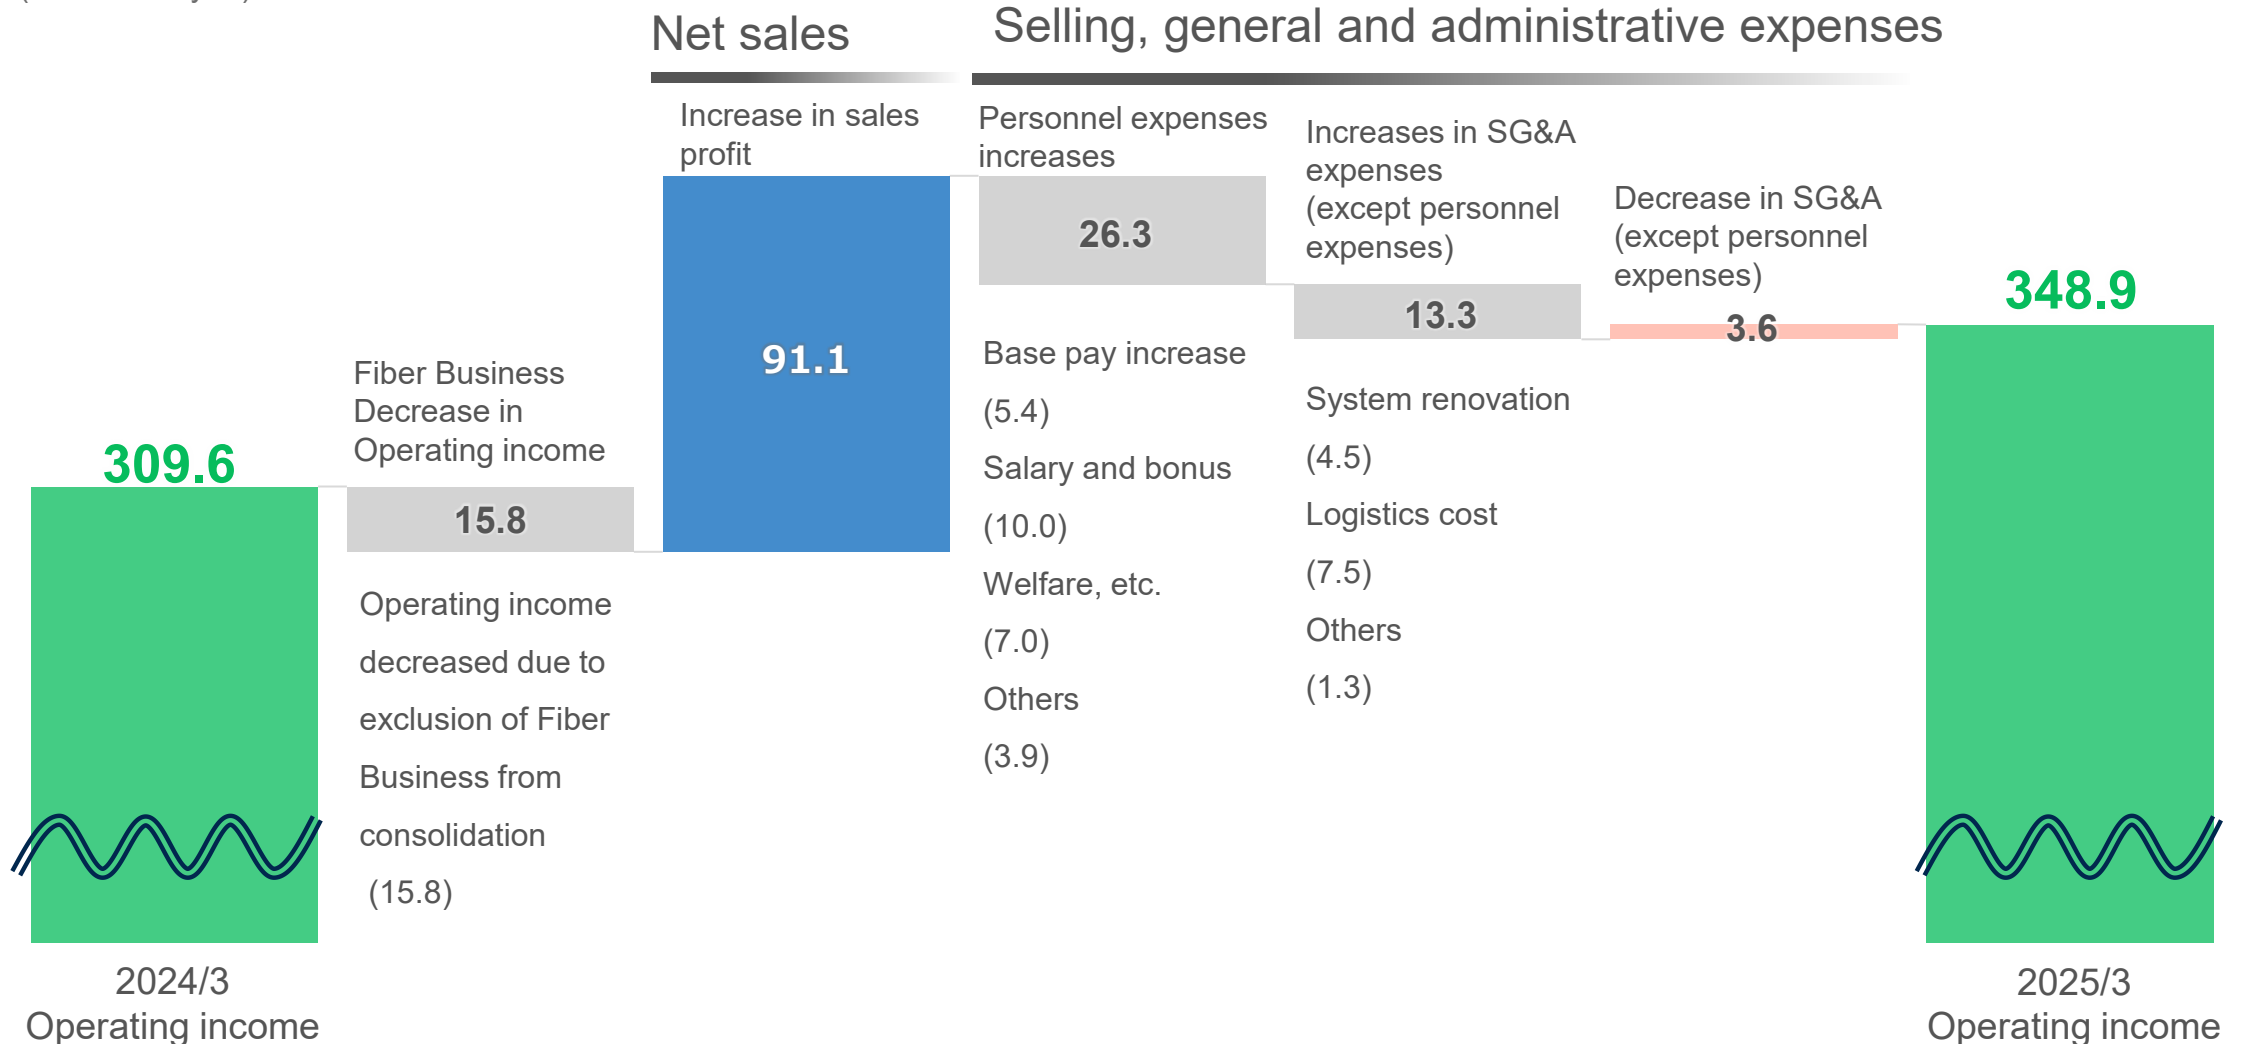 Net sales
Selling, general and administrative expenses
Increase in sales
profit
Personnel expenses
increases
Increases in SG&A
expenses
(except personnel
expenses)
Decrease in SG&A
(except personnel
expenses)
26.3
13.3
3.6
348.9
91.1
Fiber Business
Decrease in
Operating income
309.6
15.8
Operating income
decreased due to
exclusion of Fiber
Business from
consolidation
(15.8)
Base pay increase
(5.4)
Salary and bonus
(10.0)
Welfare, etc.
(7.0)
Others
(3.9)
System renovation
(4.5)
Logistics cost
(7.5)
Others
(1.3)
2024/3
Operating income
2025/3
Operating income